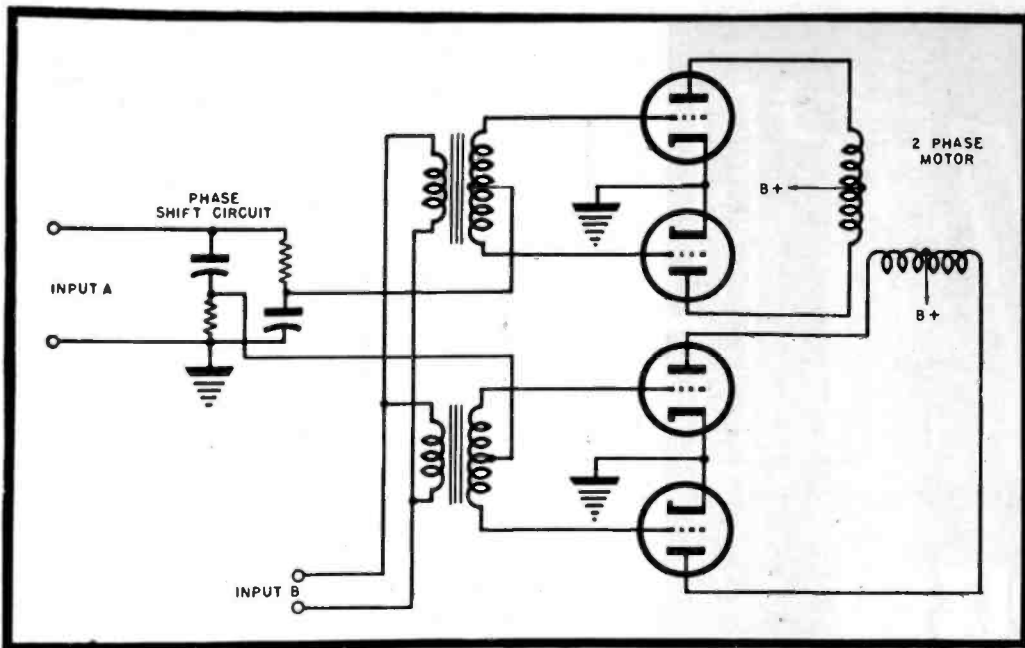 PHASE
SHIFT CIRCUIT
INPUT A
INPUT B
2 PHASE
MOTOR
B+
B+